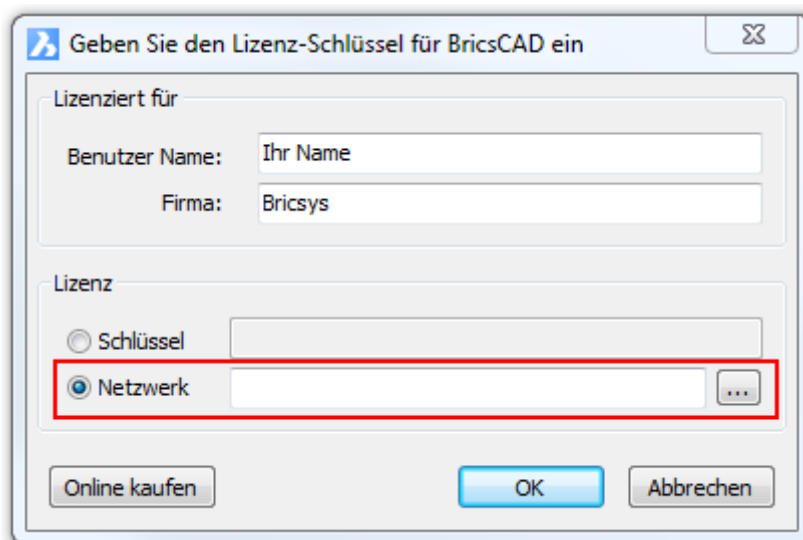 Geben Sie den Lizenz-Schlüssel für BricsCAD ein
Lizenziert für
Benutzer Name: Ihr Name
Firma: Bricsys
Lizenz
Schlüssel
Netzwerk ...
Online kaufen OK Abbrechen